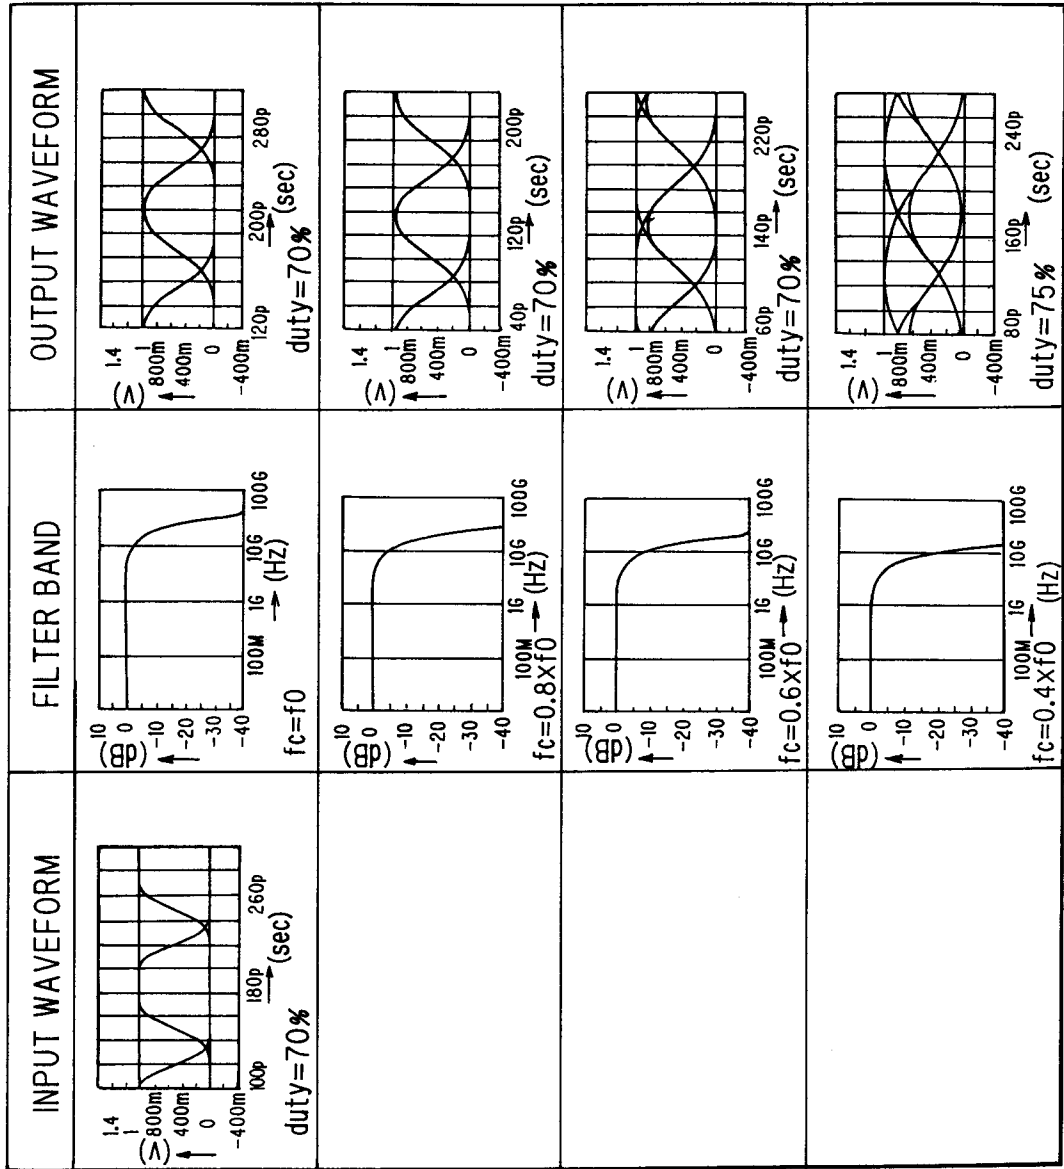 INPUT WAVEFORM
FILTER BAND
OUTPUT WAVEFORM
(V)
1.4
1
800m
400m
0
-400m
100p
180p
260p
(sec)
duty=70%
10
0
(dB)
-10
-20
-30
-40
100M
1G
10G
100G
(Hz)
fc=f0
(V)
1.4
1
800m
400m
0
-400m
120p
200p
280p
(sec)
duty=70%
10
0
(dB)
-10
-20
-30
-40
100M
1G
10G
100G
(Hz)
fc=0.8xf0
(V)
1.4
1
800m
400m
0
-400m
40p
120p
200p
(sec)
duty=70%
10
0
(dB)
-10
-20
-30
-40
100M
1G
10G
100G
(Hz)
fc=0.6xf0
(V)
1.4
1
800m
400m
0
-400m
60p
140p
220p
(sec)
duty=70%
10
0
(dB)
-10
-20
-30
-40
100M
1G
10G
100G
(Hz)
fc=0.4xf0
(V)
1.4
1
800m
400m
0
-400m
80p
160p
240p
(sec)
duty=75%